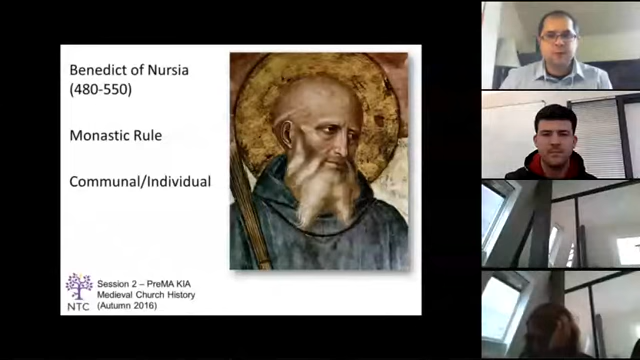 Benedict of Nursia
(480-550)
Monastic Rule
Communal/Individual
NTC
Session 2 – PreMA KIA
Medieval Church History
(Autumn 2016)